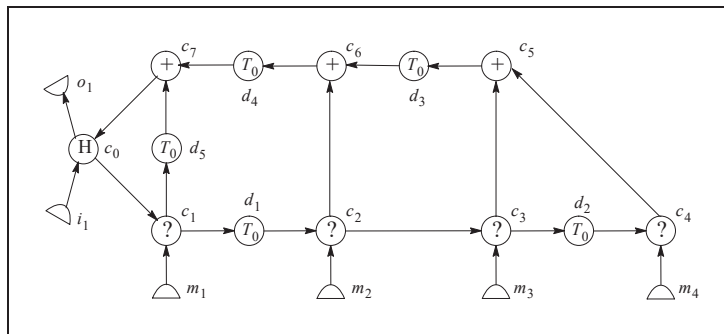 c7 c6 c5
+ T0 + T0 +
o1 d4 d3
H c0 T0 d5
i1 c1 d1 c2 c3 d2 c4
? T0 ? ? T0 ?
m1 m2 m3 m4